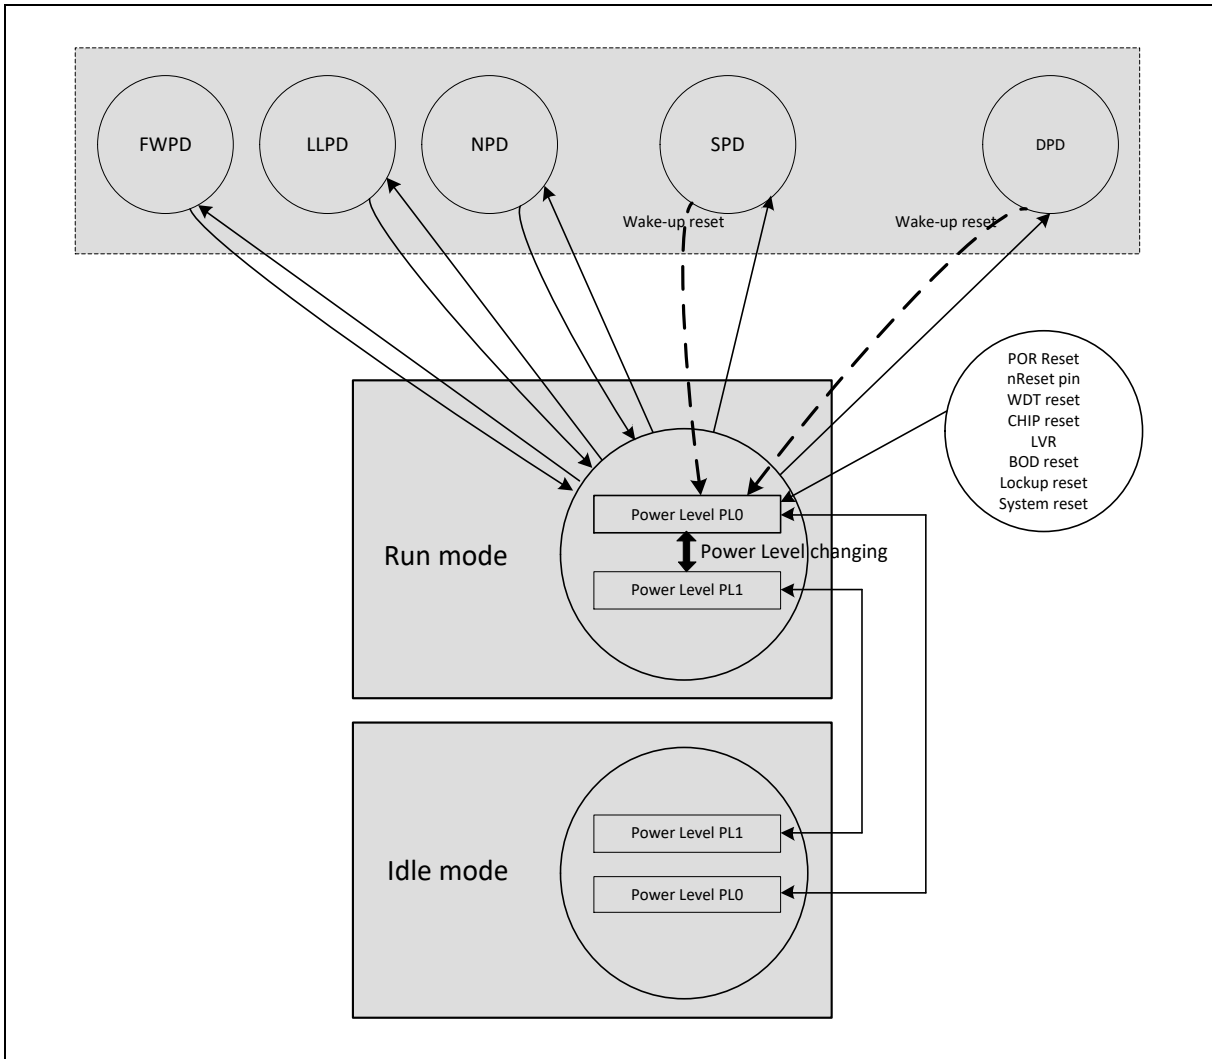 FWPD
LLPD
NPD
SPD
DPD
Wake-up reset
Wake-up reset
POR Reset
nReset pin
WDT reset
CHIP reset
LVR
BOD reset
Lockup reset
System reset
Run mode
Power Level PL0
Power Level changing
Power Level PL1
Idle mode
Power Level PL1
Power Level PL0